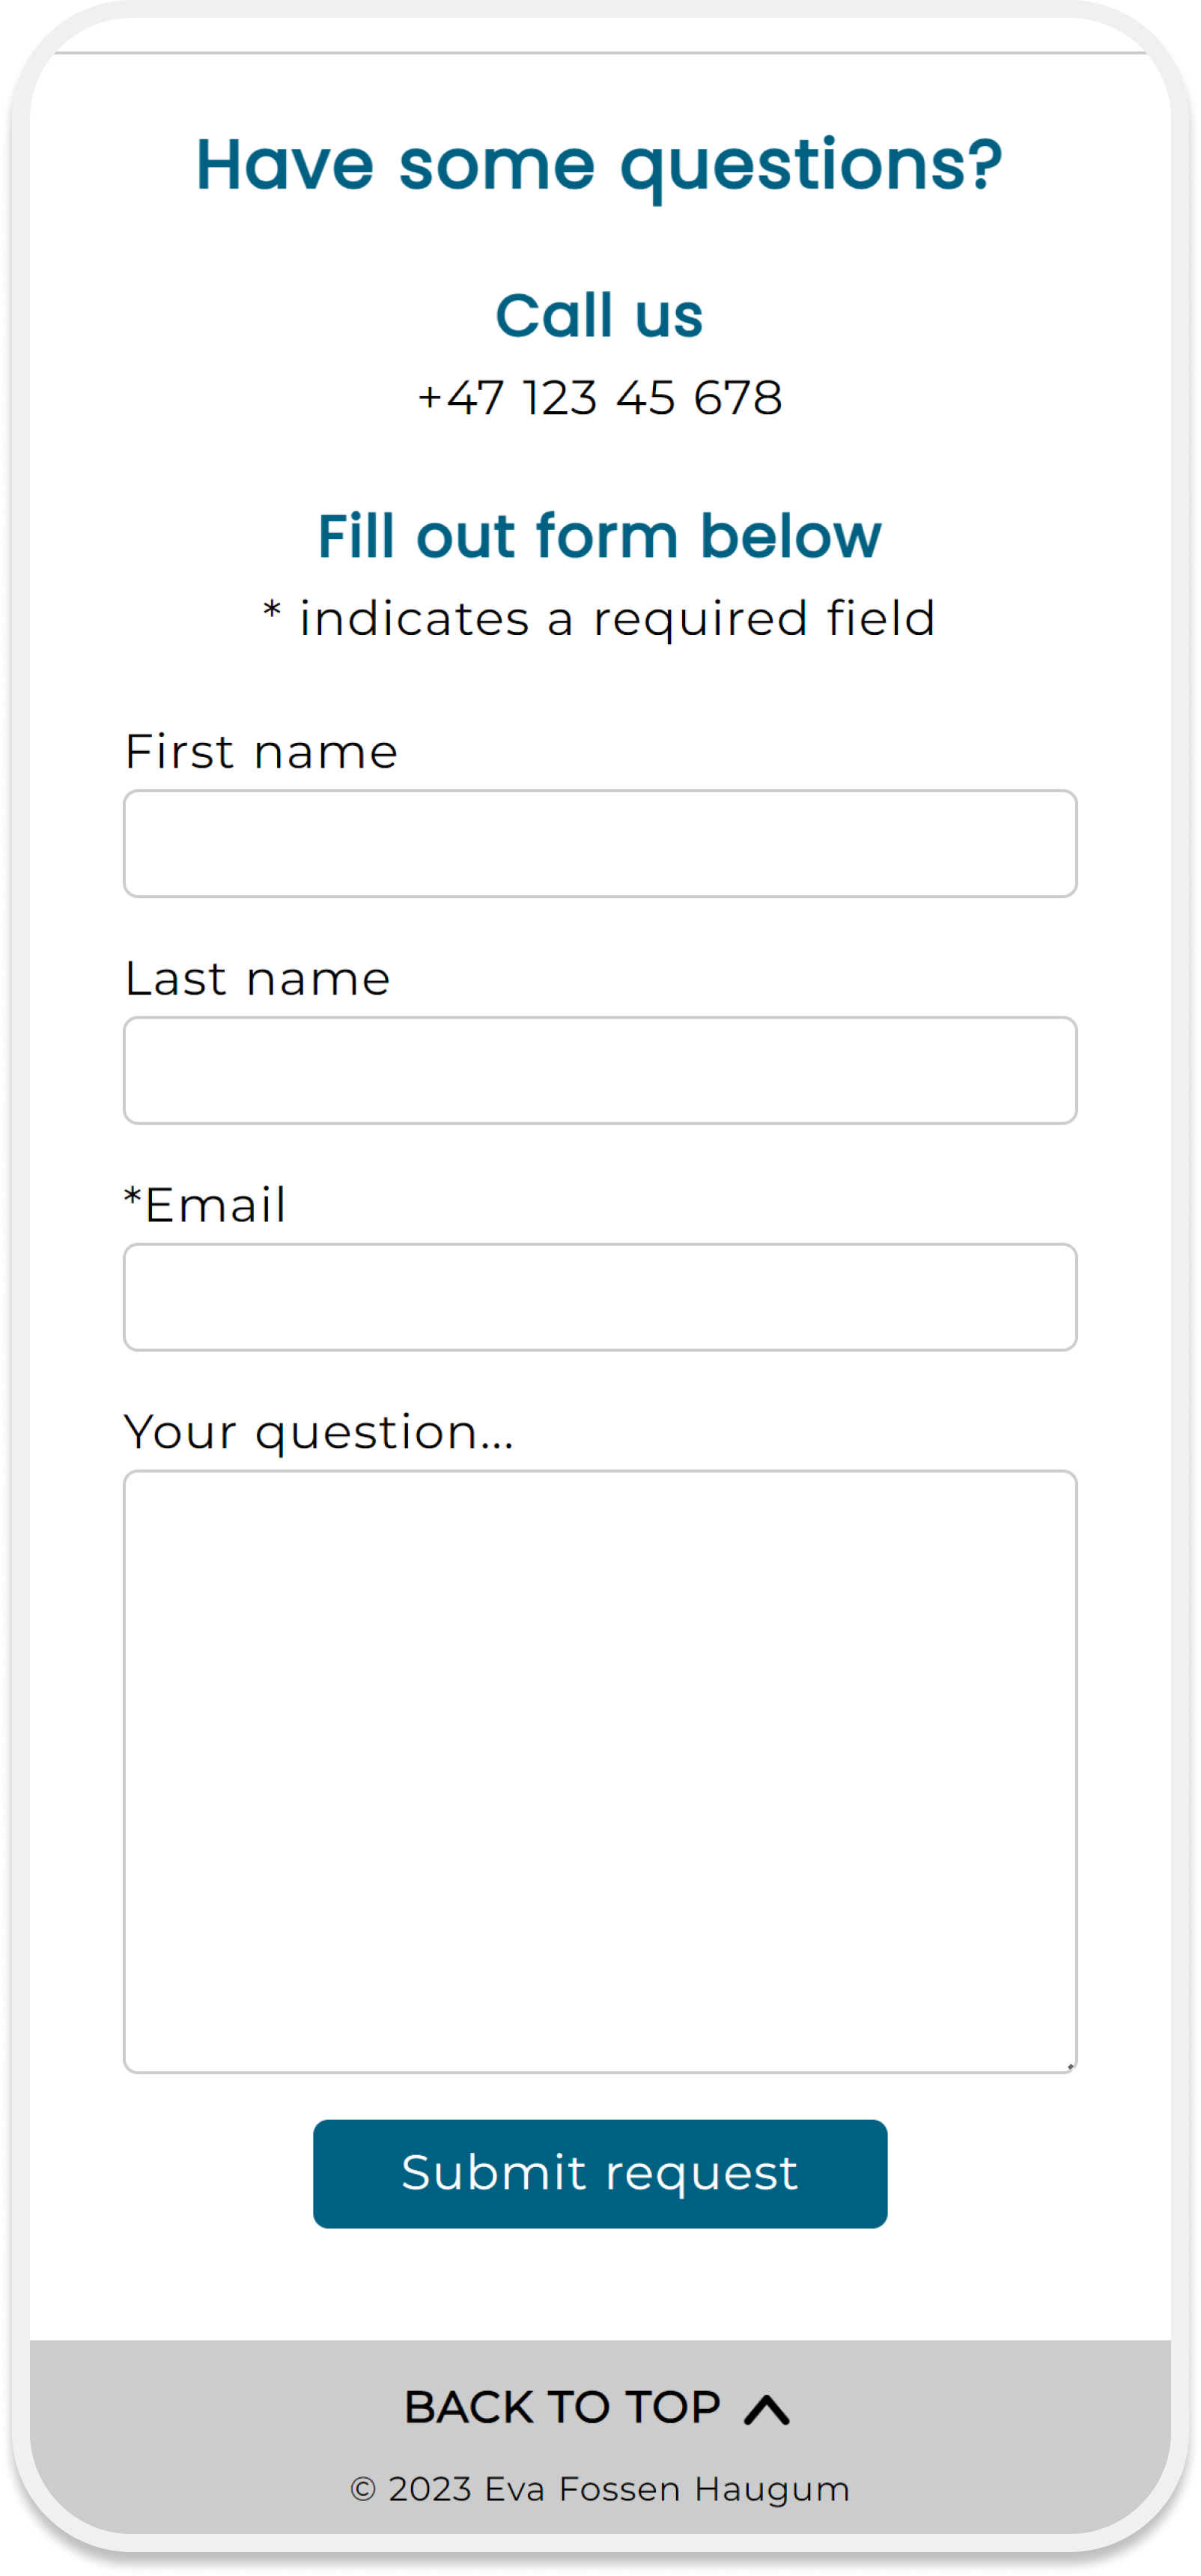 Have some questions?
Call us
+47 123 45 678
Fill out form below
* indicates a required field
First name
Last name
*Email
Your question...
Submit request
BACK TO TOP
© 2023 Eva Fossen Haugum